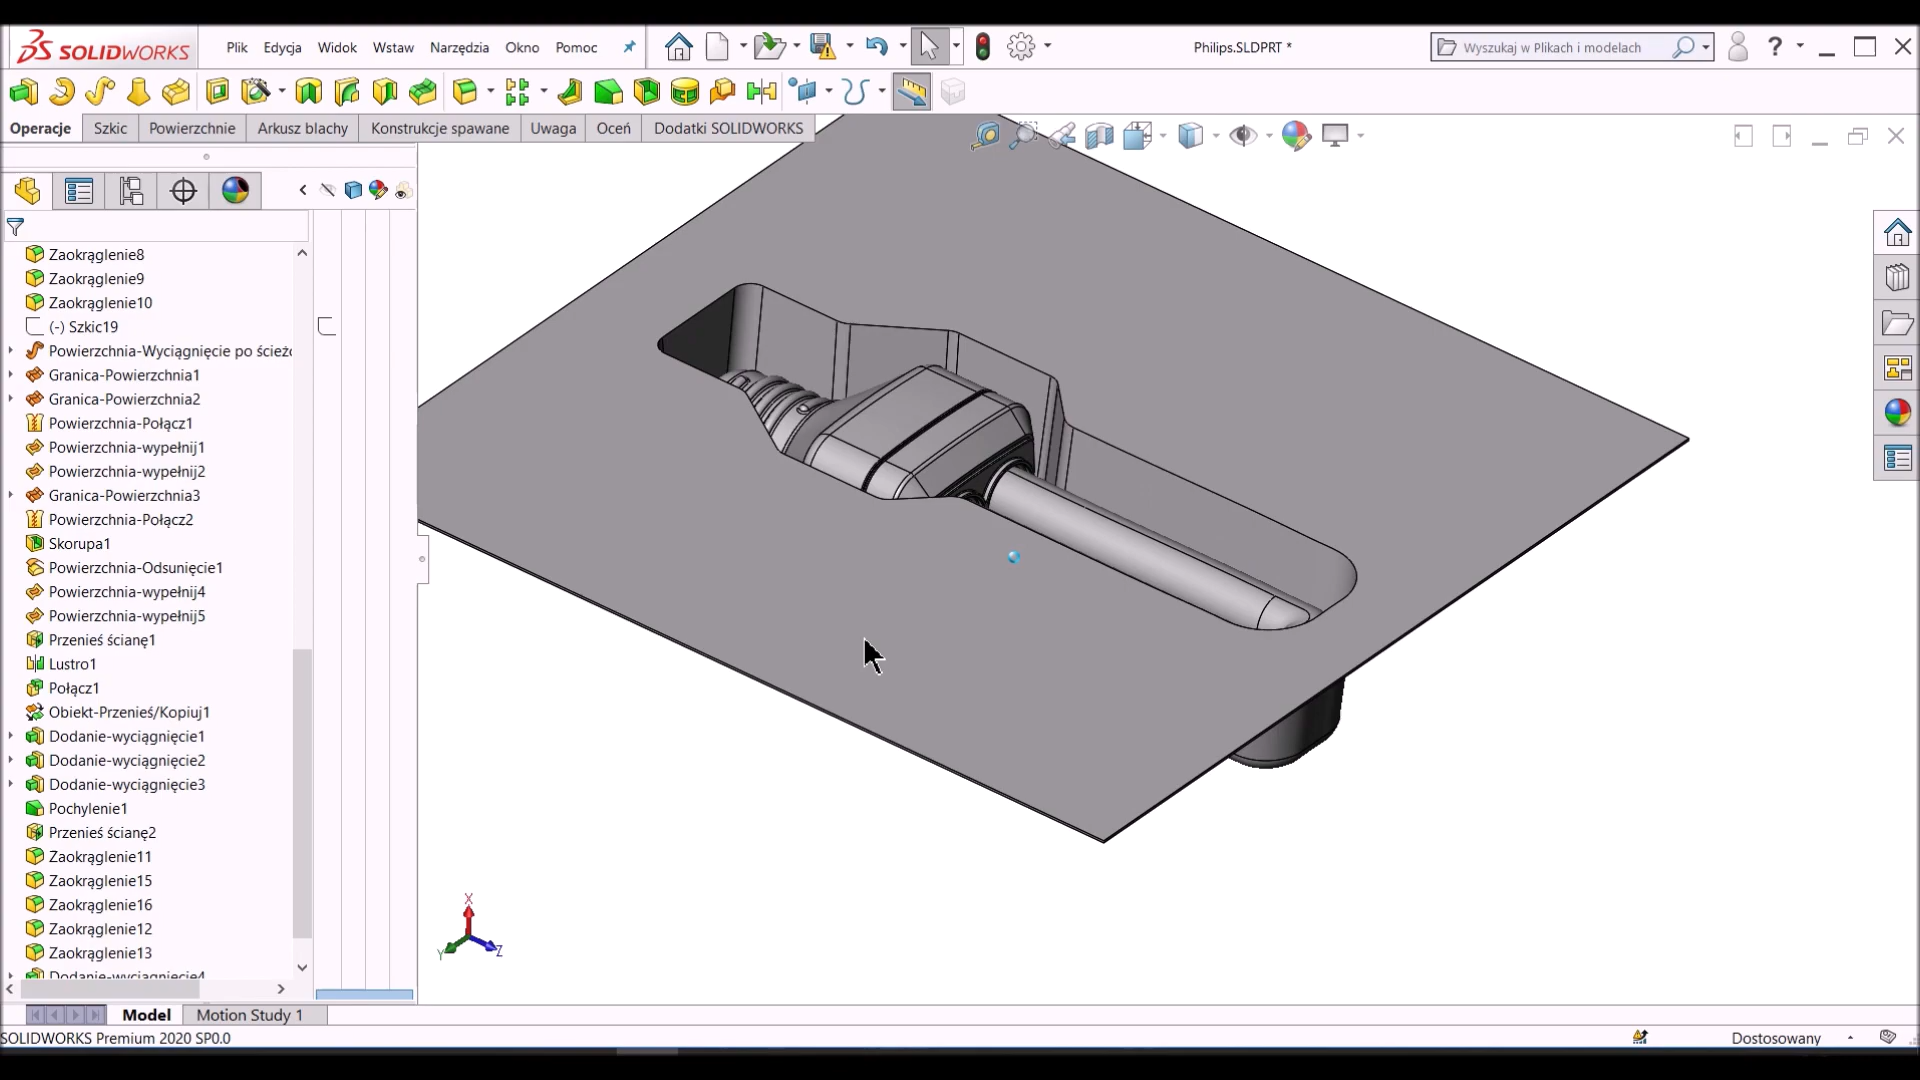 SOLIDWORKS Plik Edycja Widok Wstaw Narzędzia Okno Pomoc Philips.SLDPRT * Wyszukaj w Plikach i modelach ?
Operacje Szkic Powierzchnie Arkusz blachy Konstrukcje spawane Uwaga Oceń Dodatki SOLIDWORKS
Zaokrąglenie8
Zaokrąglenie9
Zaokrąglenie10
(-) Szkic19
Powierzchnia-Wyciągnięcie po ścieżc
Granica-Powierzchnia1
Granica-Powierzchnia2
Powierzchnia-Połącz1
Powierzchnia-wypełnij1
Powierzchnia-wypełnij2
Granica-Powierzchnia3
Powierzchnia-Połącz2
Skorupa1
Powierzchnia-Odsunięcie1
Powierzchnia-wypełnij4
Powierzchnia-wypełnij5
Przenieś ścianę1
Lustro1
Połącz1
Obiekt-Przenieś/Kopiuj1
Dodanie-wyciągnięcie1
Dodanie-wyciągnięcie2
Dodanie-wyciągnięcie3
Pochylenie1
Przenieś ścianę2
Zaokrąglenie11
Zaokrąglenie15
Zaokrąglenie16
Zaokrąglenie12
Zaokrąglenie13
Dodanie-wyciągnięcie4
X
Y Z
Model Motion Study 1
SOLIDWORKS Premium 2020 SP0.0 Dostosowany